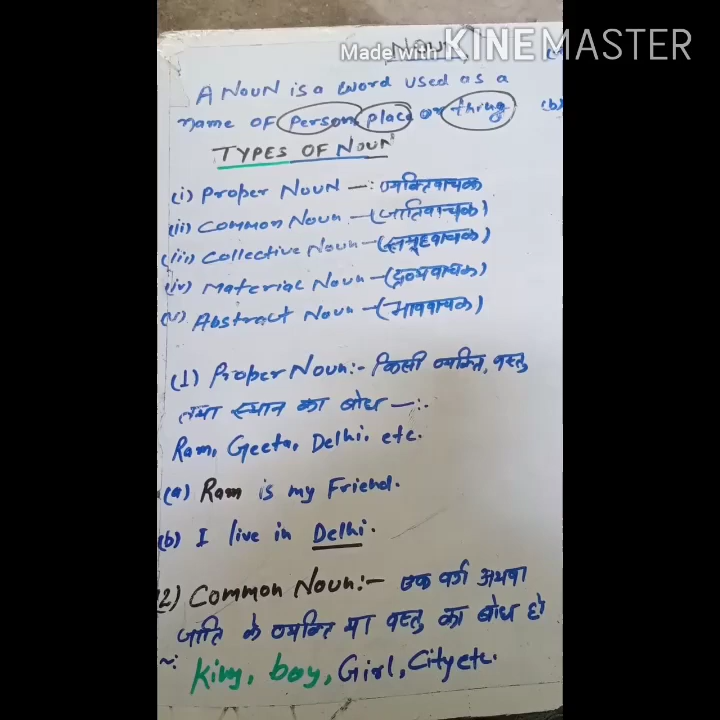 NOUN
Made with KINEMASTER
A NOUN is a word used as a
name OF Person, place or thing
(b)
TYPES OF NOUN
(i) Proper NOUN -: व्यक्तिवाचक
(ii) Common Noun - (जातिवाचक)
(iii) Collective Noun - (समूहवाचक)
(iv) Material Noun - (द्रव्यवाचक)
(v) Abstract Noun - (भाववाचक)
(1) Proper Noun:- किसी व्यक्ति, वस्तु
तथा स्थान का बोध -:-
Ram, Geeta, Delhi, etc.
(a) Ram is my Friend.
(b) I live in Delhi.
(2) Common Noun:- एक वर्ग अथवा
जाति के व्यक्ति या वस्तु का बोध हो
~: King, boy, Girl, City etc.